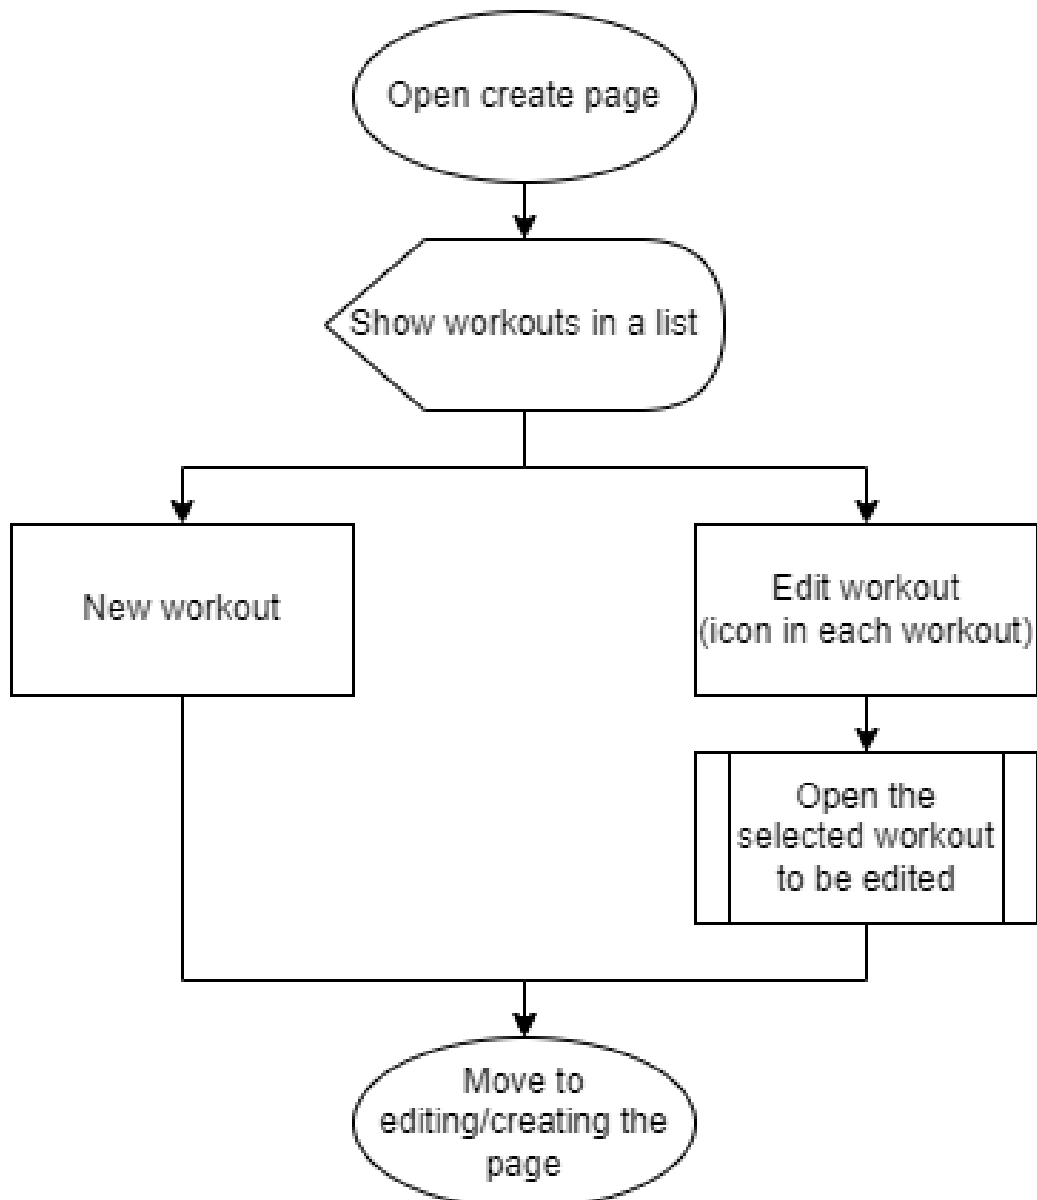 Open create page
Show workouts in a list
New workout
Edit workout
(icon in each workout)
Open the
selected workout
to be edited
Move to
editing/creating the
page